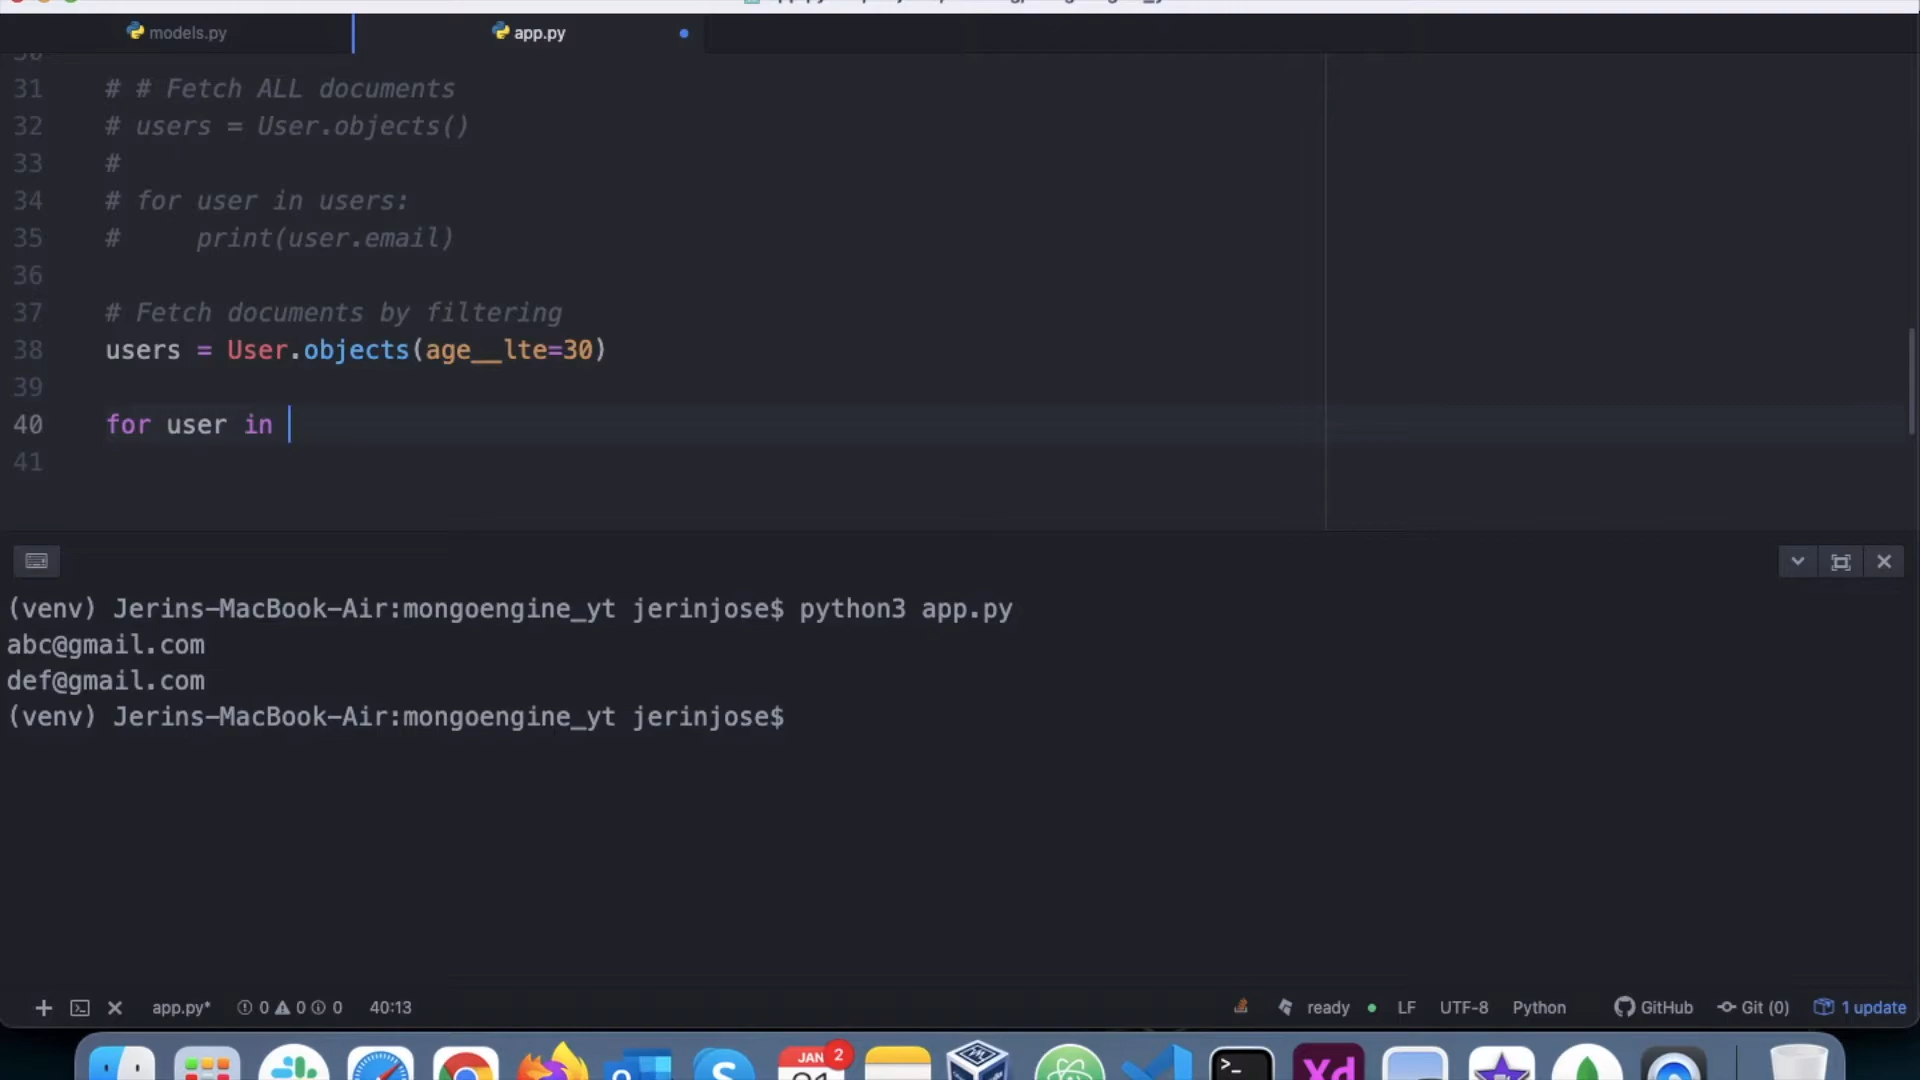 models.py
app.py
31 # # Fetch ALL documents
32 # users = User.objects()
33 #
34 # for user in users:
35 #     print(user.email)
36
37 # Fetch documents by filtering
38 users = User.objects(age__lte=30)
39
40 for user in
41
(venv) Jerins-MacBook-Air:mongoengine_yt jerinjose$ python3 app.py
abc@gmail.com
def@gmail.com
(venv) Jerins-MacBook-Air:mongoengine_yt jerinjose$
app.py* 0 0 0 40:13 ready LF UTF-8 Python GitHub Git (0) 1 update
JAN 2
Xd